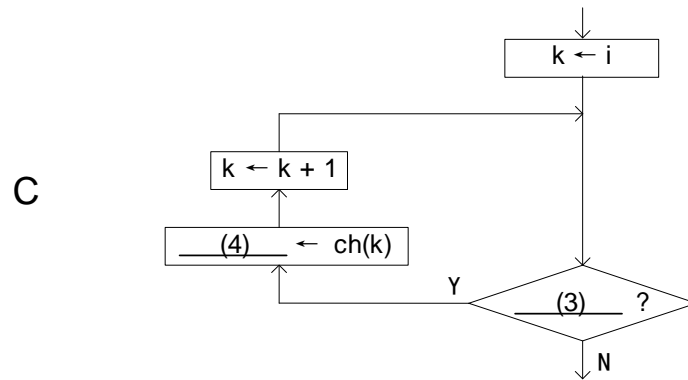 k ← i
k ← k + 1
C
(4) ← ch(k)
Y
(3) ?
N